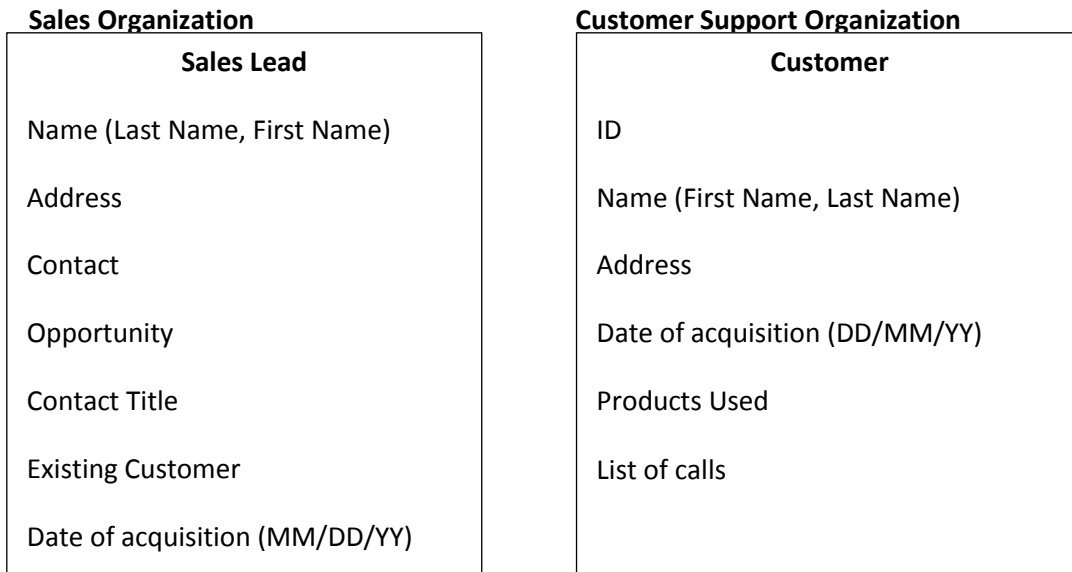 Sales Organization
Sales Lead
Name (Last Name, First Name)
Address
Contact
Opportunity
Contact Title
Existing Customer
Date of acquisition (MM/DD/YY)
Customer Support Organization
Customer
ID
Name (First Name, Last Name)
Address
Date of acquisition (DD/MM/YY)
Products Used
List of calls